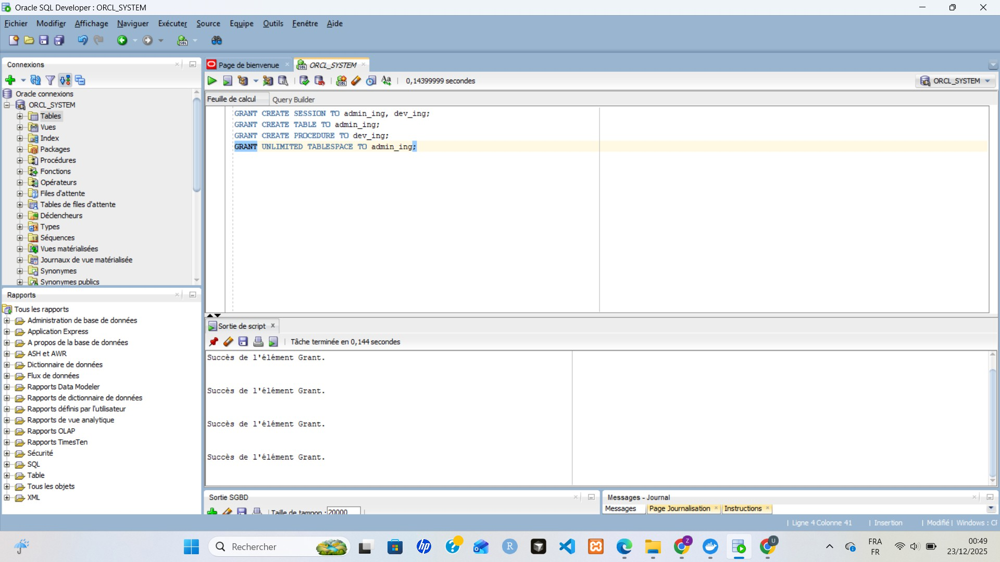 Oracle SQL Developer : ORCL_SYSTEM
Fichier Modifier Affichage Naviguer Exécuter Source Equipe Outils Fenêtre Aide
Connexions
Oracle connexions
ORCL_SYSTEM
Tables
Vues
Index
Packages
Procédures
Fonctions
Opérateurs
Files d'attente
Tables de files d'attente
Déclencheurs
Types
Séquences
Vues matérialisées
Journaux de vue matérialisée
Synonymes
Synonymes publics
Rapports
Tous les rapports
Administration de base de données
Application Express
A propos de la base de données
ASH et AWR
Dictionnaire de données
Flux de données
Rapports Data Modeler
Rapports de dictionnaire de données
Rapports définis par l'utilisateur
Rapports de vue analytique
Rapports OLAP
Rapports TimesTen
Sécurité
SQL
Table
Tous les objets
XML
Page de bienvenue
ORCL_SYSTEM
0,14399999 secondes
ORCL_SYSTEM
Feuille de calcul
Query Builder
GRANT CREATE SESSION TO admin_ing, dev_ing;
GRANT CREATE TABLE TO admin_ing;
GRANT CREATE PROCEDURE TO dev_ing;
GRANT UNLIMITED TABLESPACE TO admin_ing;
Sortie de script
Tâche terminée en 0,144 secondes
Succès de l'élément Grant.
Succès de l'élément Grant.
Succès de l'élément Grant.
Succès de l'élément Grant.
Sortie SGBD
Taille de tampon : 20000
Messages - Journal
Messages
Page Journalisation
Instructions
Ligne 4 Colonne 41 | Insertion | Modifié | Windows :
Rechercher
FRA
FR
00:49
23/12/2025